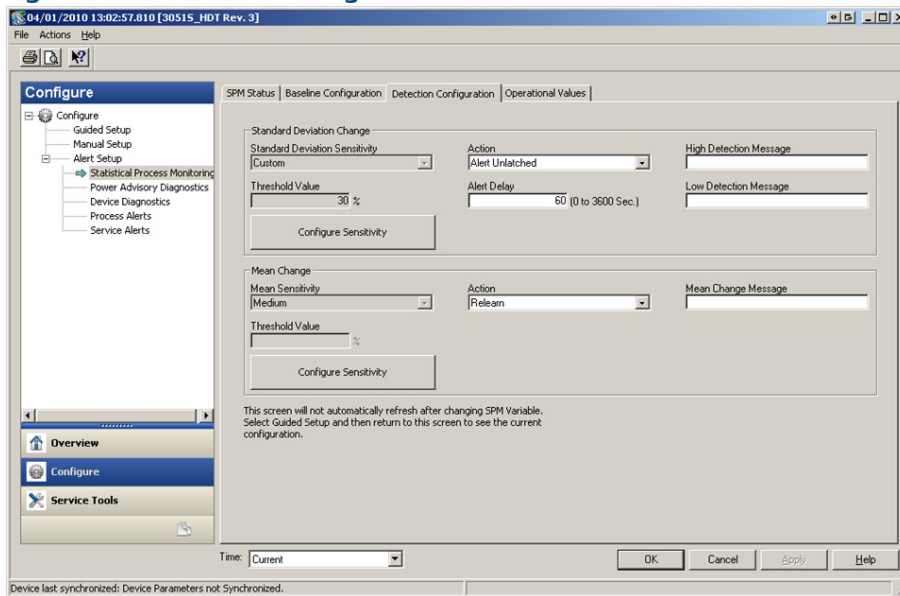 04/01/2010 13:02:57.810 [3051S_HDT Rev. 3]
File Actions Help
Configure
Configure
Guided Setup
Manual Setup
Alert Setup
Statistical Process Monitoring
Power Advisory Diagnostics
Device Diagnostics
Process Alerts
Service Alerts
Overview
Configure
Service Tools
SPM Status Baseline Configuration Detection Configuration Operational Values
Standard Deviation Change
Standard Deviation Sensitivity Action High Detection Message
Custom Alert Unlatched
Threshold Value Alert Delay Low Detection Message
30 % 60 (0 to 3600 Sec.)
Configure Sensitivity
Mean Change
Mean Sensitivity Action Mean Change Message
Medium Relearn
Threshold Value
%
Configure Sensitivity
This screen will not automatically refresh after changing SPM Variable.
Select Guided Setup and then return to this screen to see the current
configuration.
Time: Current OK Cancel Apply Help
Device last synchronized: Device Parameters not Synchronized.